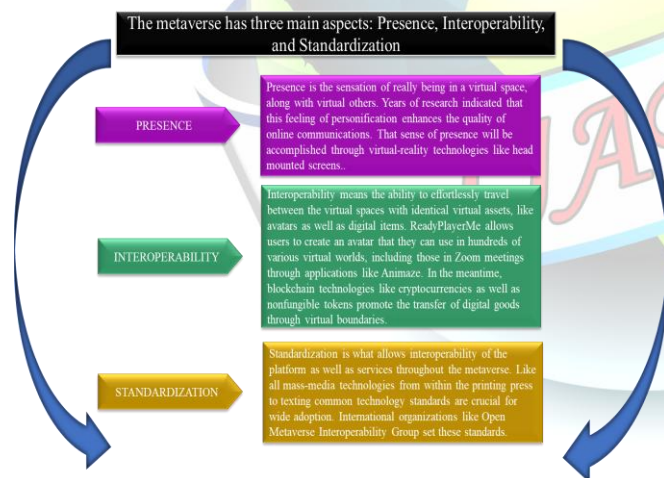 The metaverse has three main aspects: Presence, Interoperability,
and Standardization
PRESENCE
Presence is the sensation of really being in a virtual space,
along with virtual others. Years of research indicated that
this feeling of personification enhances the quality of
online communications. That sense of presence will be
accomplished through virtual-reality technologies like head
mounted screens..
INTEROPERABILITY
Interoperability means the ability to effortlessly travel
between the virtual spaces with identical virtual assets, like
avatars as well as digital items. ReadyPlayerMe allows
users to create an avatar that they can use in hundreds of
various virtual worlds, including those in Zoom meetings
through applications like Animaze. In the meantime,
blockchain technologies like cryptocurrencies as well as
nonfungible tokens promote the transfer of digital goods
through virtual boundaries.
STANDARDIZATION
Standardization is what allows interoperability of the
platform as well as services throughout the metaverse. Like
all mass-media technologies from within the printing press
to texting common technology standards are crucial for
wide adoption. International organizations like Open
Metaverse Interoperability Group set these standards.